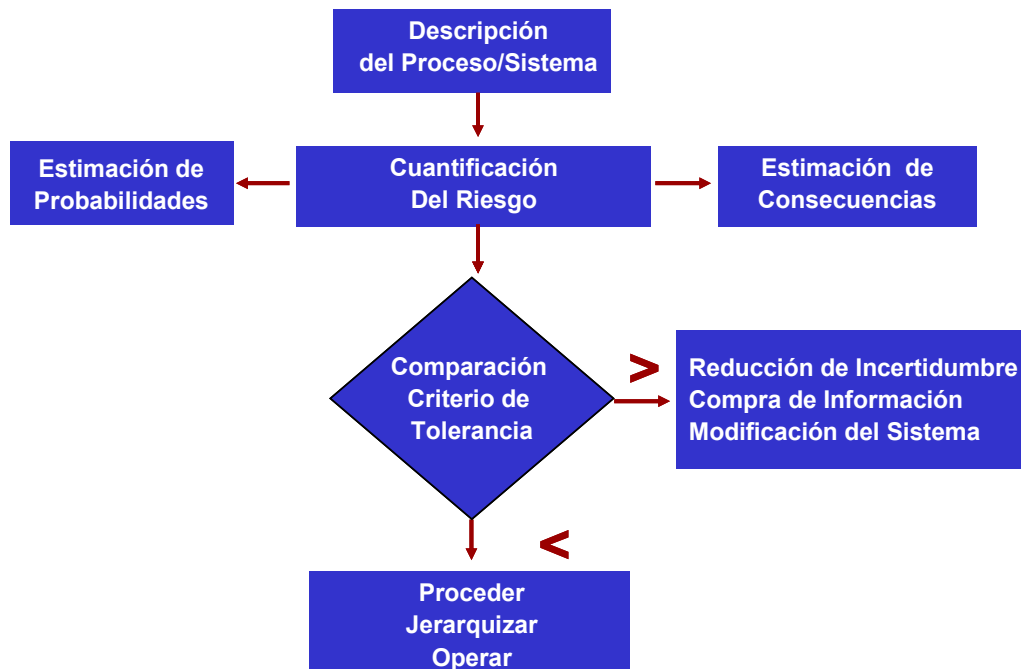 Descripción
del Proceso/Sistema
Estimación de
Probabilidades
Cuantificación
Del Riesgo
Estimación de
Consecuencias
Comparación
Criterio de
Tolerancia
>
Reducción de Incertidumbre
Compra de Información
Modificación del Sistema
<
Proceder
Jerarquizar
Operar